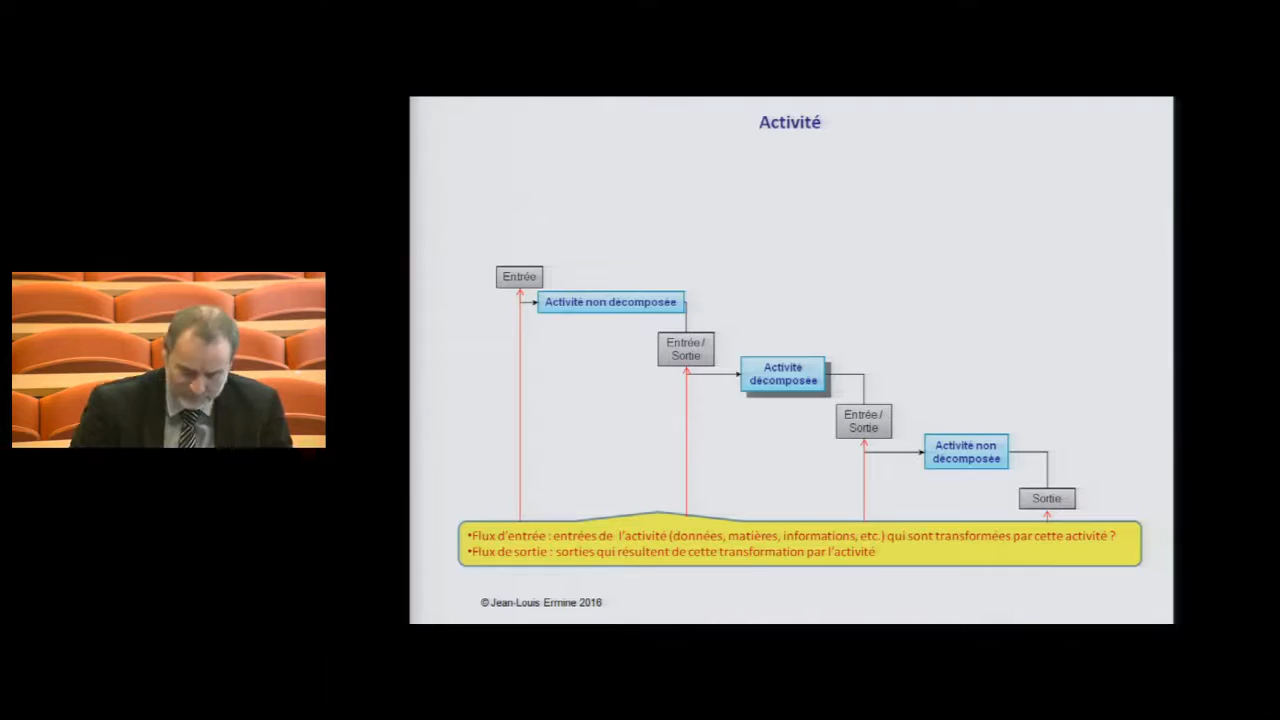 Activité
Entrée
Activité non décomposée
Entrée /
Sortie
Activité
décomposée
Entrée /
Sortie
Activité non
décomposée
Sortie
•Flux d'entrée : entrées de l'activité (données, matières, informations, etc.) qui sont transformées par cette activité ?
•Flux de sortie : sorties qui résultent de cette transformation par l'activité
© Jean-Louis Ermine 2016